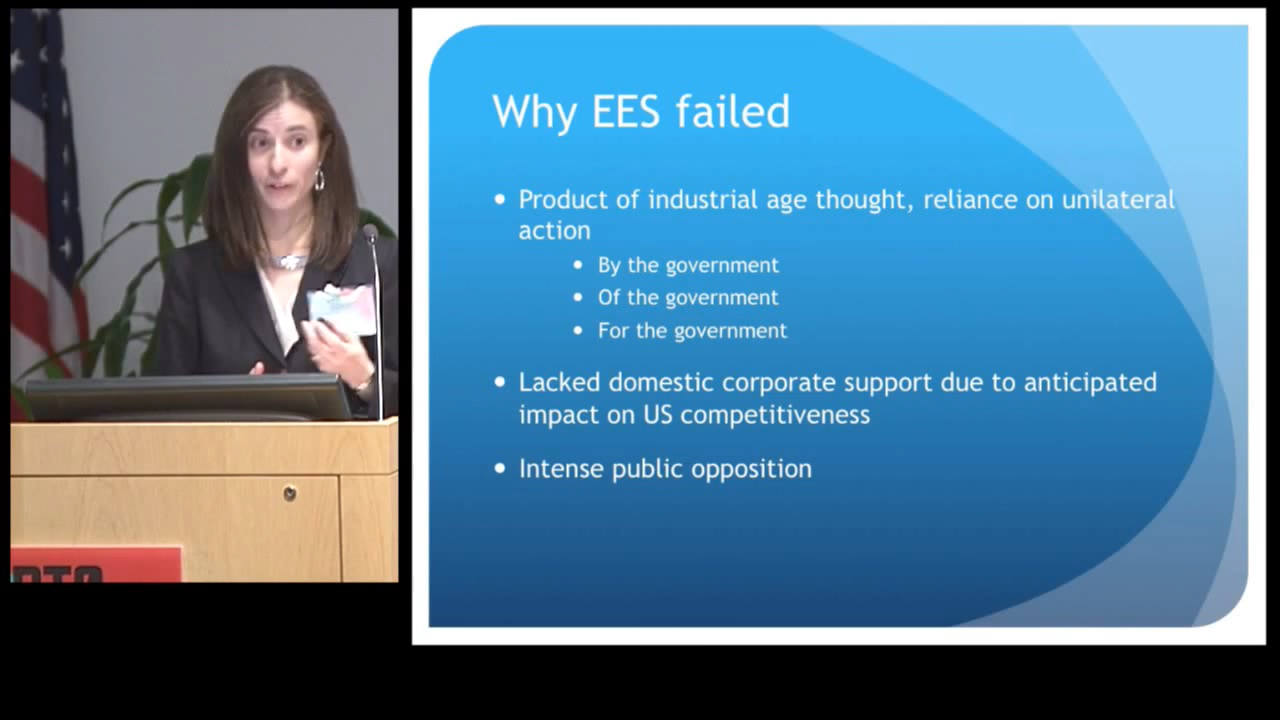 Why EES failed
• Product of industrial age thought, reliance on unilateral
action
• By the government
• Of the government
• For the government
• Lacked domestic corporate support due to anticipated
impact on US competitiveness
• Intense public opposition